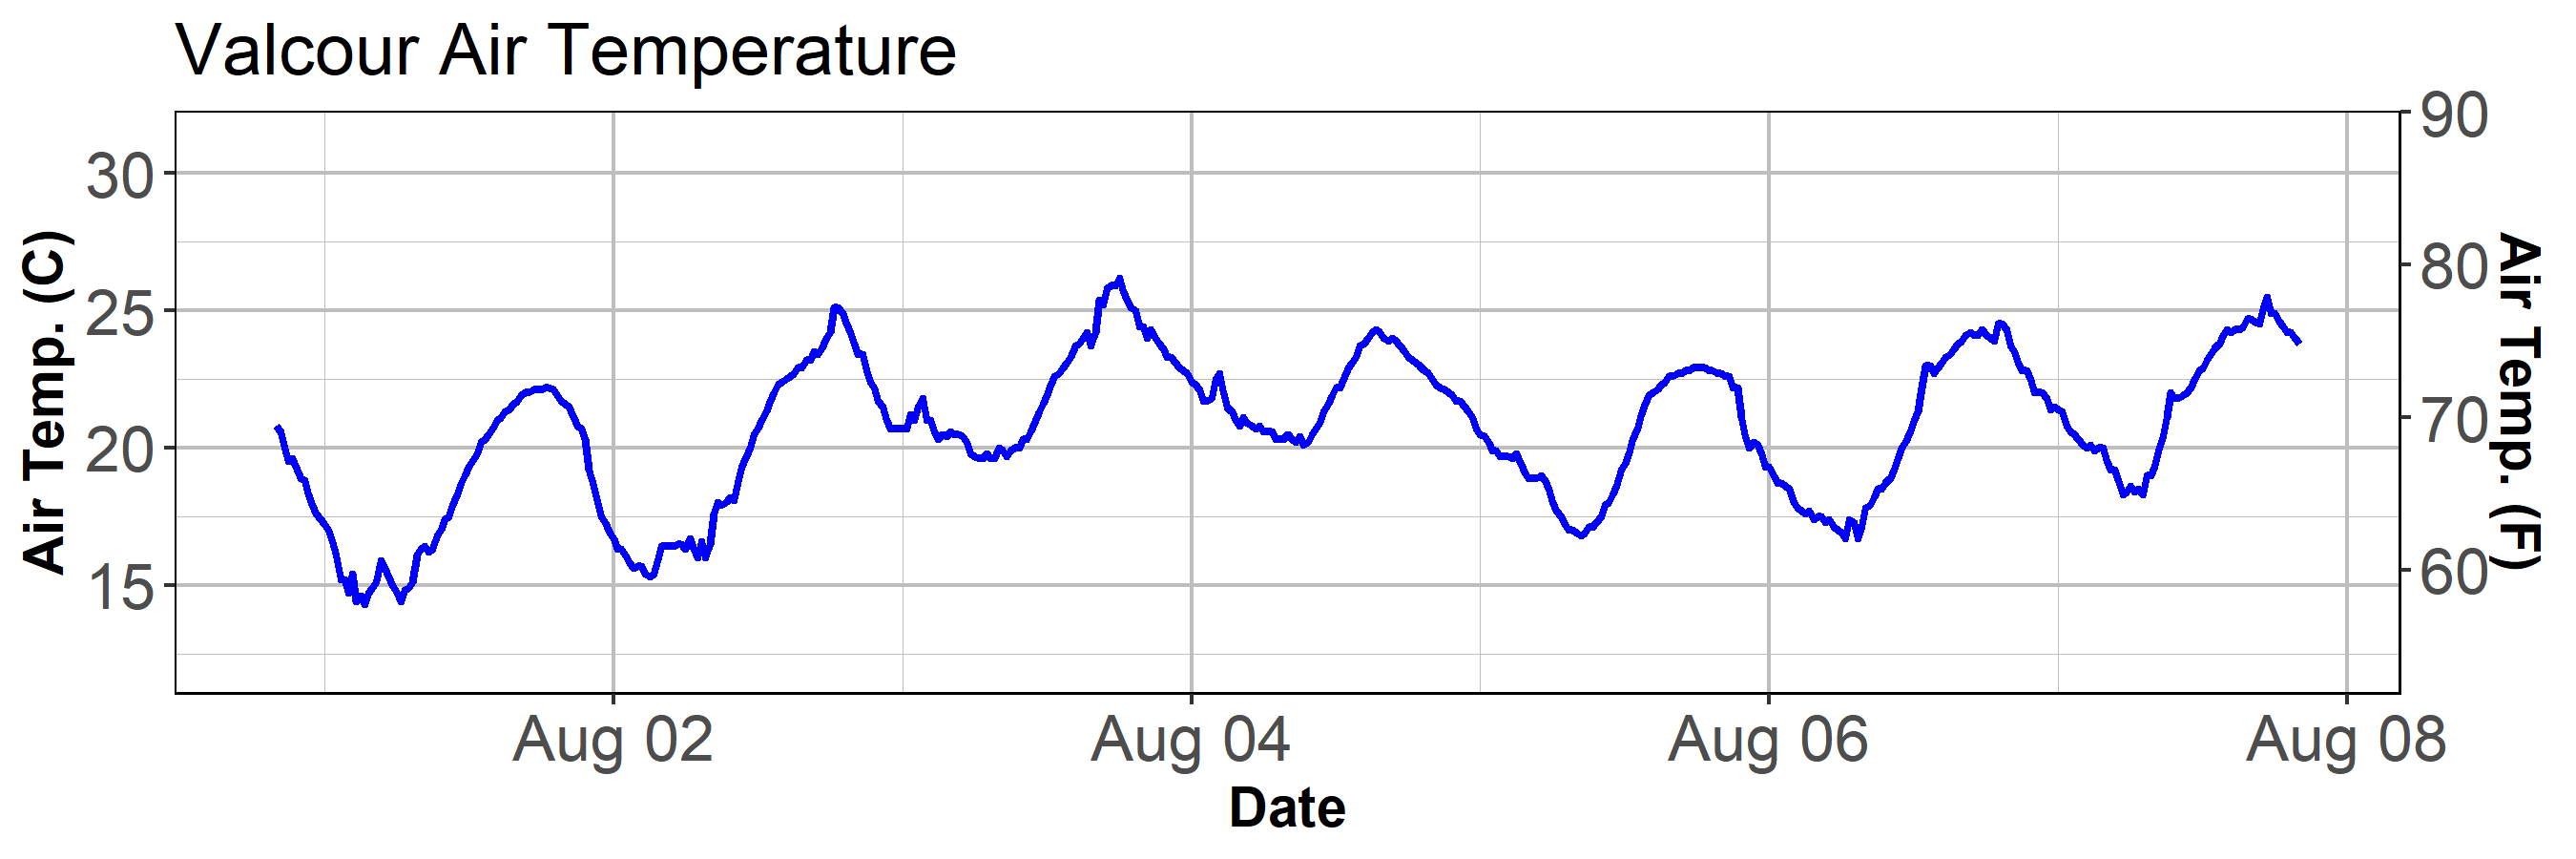 Valcour Air Temperature
Air Temp. (C)
30
25
20
15
90
80
70
60
Air Temp. (F)
Aug 02
Aug 04
Aug 06
Aug 08
Date